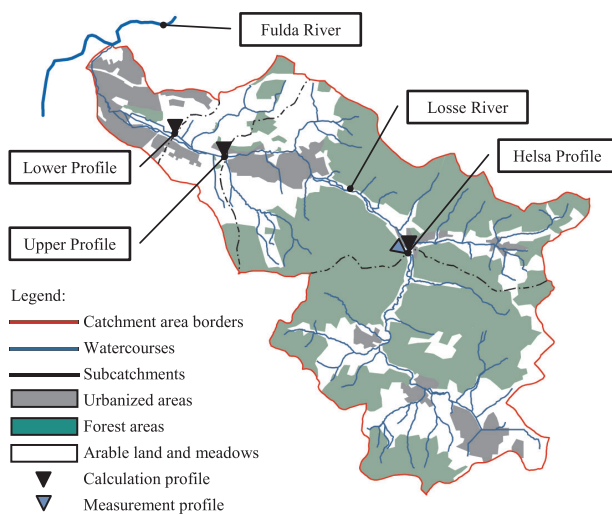 Fulda River
Losse River
Lower Profile
Helsa Profile
Upper Profile
Legend:
Catchment area borders
Watercourses
Subcatchments
Urbanized areas
Forest areas
Arable land and meadows
Calculation profile
Measurement profile